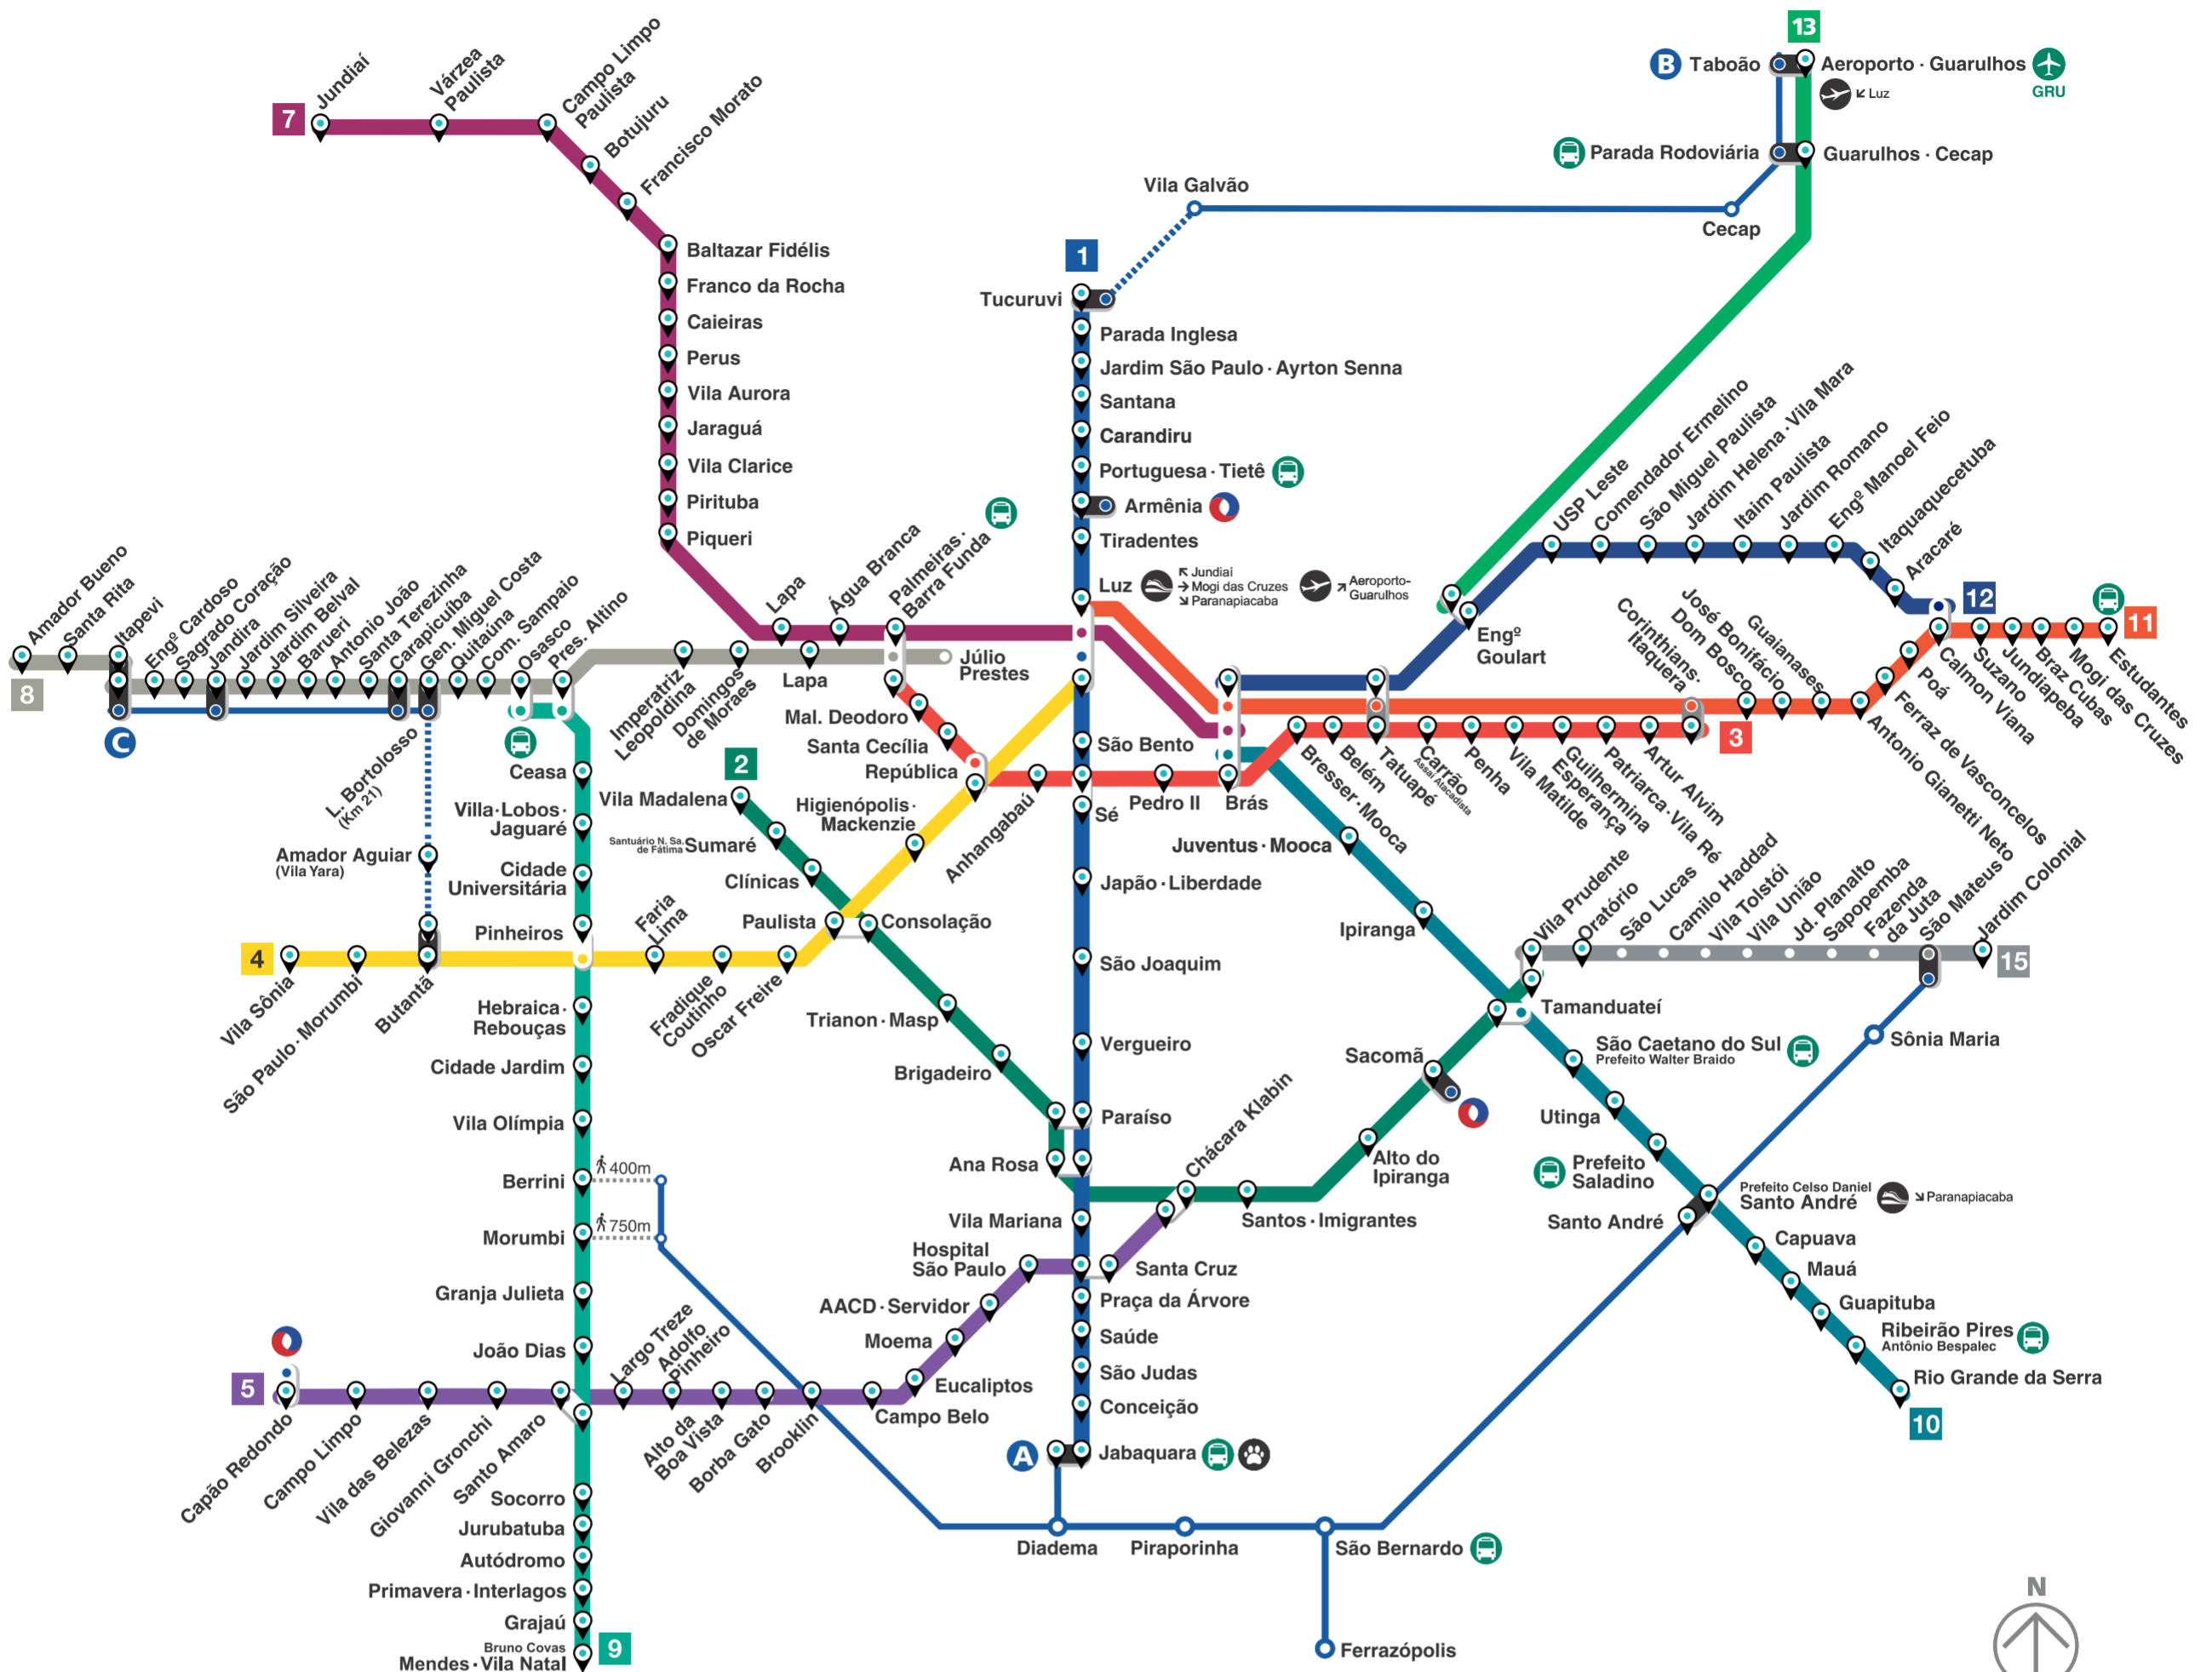 13
B
Taboão
Aeroporto · Guarulhos
GRU
↙ Luz
Parada Rodoviária
Guarulhos · Cecap
Vila Galvão
Cecap
7
Jundiaí
Várzea
Paulista
Campo Limpo
Paulista
Botujuru
Francisco Morato
Baltazar Fidélis
Franco da Rocha
Caieiras
Perus
Vila Aurora
Jaraguá
Vila Clarice
Pirituba
Piqueri
Lapa
Água Branca
Palmeiras ·
Barra Funda
1
Tucuruvi
Parada Inglesa
Jardim São Paulo · Ayrton Senna
Santana
Carandiru
Portuguesa · Tietê
Armênia
Tiradentes
Luz
↖ Jundiaí
→ Mogi das Cruzes
↘ Paranapiacaba
↗ Aeroporto-
Guarulhos
USP Leste
Comendador Ermelino
São Miguel Paulista
Jardim Helena · Vila Mara
Itaim Paulista
Jardim Romano
Engº Manoel Feio
Itaquaquecetuba
Aracaré
12
11
Engº
Goulart
Corinthians ·
Itaquera
Dom Bosco
José Bonifácio
Guaianases
Antonio Gianetti Neto
Ferraz de Vasconcelos
Poá
Calmon Viana
Suzano
Jundiapeba
Braz Cubas
Mogi das Cruzes
Estudantes
8
Amador Bueno
Santa Rita
Itapevi
Engº Cardoso
Sagrado Coração
Jandira
Jardim Silveira
Jardim Belval
Barueri
Antonio João
Santa Terezinha
Carapicuíba
Gen. Miguel Costa
Quitaúna
Com. Sampaio
Osasco
Pres. Altino
Imperatriz
Leopoldina
Domingos
de Moraes
Lapa
Júlio
Prestes
C
L. Bortolosso
(Km 21)
Amador Aguiar
(Vila Yara)
Mal. Deodoro
Santa Cecília
República
Anhangabaú
São Bento
Sé
Pedro II
Brás
Bresser · Mooca
Belém
Tatuapé
Carrão
Assaí Atacadista
Penha
Vila Matilde
Guilhermina
Esperança
Patriarca · Vila Ré
Artur Alvim
3
2
Vila Madalena
Santuário N. Sa.
de Fátima
Sumaré
Clínicas
Consolação
Trianon · Masp
Brigadeiro
Higienópolis ·
Mackenzie
Paulista
4
Vila Sônia
São Paulo · Morumbi
Butantã
Faria
Lima
Fradique
Coutinho
Oscar Freire
Ceasa
Villa-Lobos ·
Jaguaré
Cidade
Universitária
Pinheiros
Hebraica ·
Rebouças
Cidade Jardim
Vila Olímpia
Berrini
400m
Morumbi
750m
Granja Julieta
João Dias
Socorro
Jurubatuba
Autódromo
Primavera · Interlagos
Grajaú
Bruno Covas
Mendes · Vila Natal
9
Japão · Liberdade
São Joaquim
Vergueiro
Paraíso
Ana Rosa
Vila Mariana
Santa Cruz
Praça da Árvore
Saúde
São Judas
Conceição
A
Jabaquara
Chácara Klabin
Santos · Imigrantes
Alto do
Ipiranga
Sacomã
Tamanduateí
Juventus · Mooca
Ipiranga
Vila Prudente
Oratório
São Lucas
Camilo Haddad
Vila Tolstói
Vila União
Jd. Planalto
Sapopemba
Fazenda
da Juta
São Mateus
Jardim Colonial
15
Sônia Maria
São Caetano do Sul
Prefeito Walter Braido
Utinga
Prefeito
Saladino
Prefeito Celso Daniel
Santo André
↘ Paranapiacaba
Santo André
Capuava
Mauá
Guapituba
Ribeirão Pires
Antônio Bespalec
Rio Grande da Serra
10
5
Capão Redondo
Campo Limpo
Vila das Belezas
Giovanni Gronchi
Santo Amaro
Largo Treze
Adolfo
Pinheiro
Alto da
Boa Vista
Borba Gato
Brooklin
Campo Belo
Eucaliptos
Moema
AACD · Servidor
Hospital
São Paulo
Diadema
Piraporinha
São Bernardo
Ferrazópolis
N